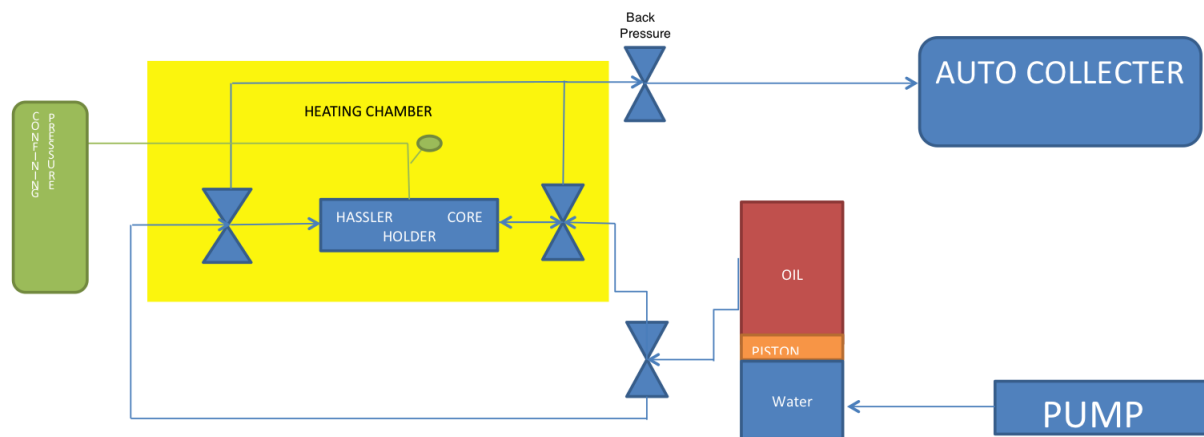 Back
Pressure
AUTO COLLECTER
HEATING CHAMBER
CONFINING
PRESSURE
HASSLER CORE
HOLDER
OIL
PISTON
Water
PUMP